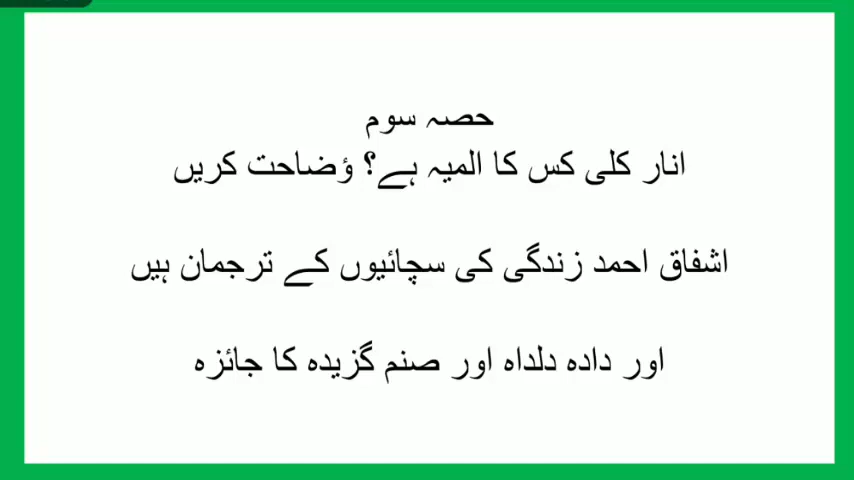 حصہ سوم
انار کلی کس کا المیہ ہے؟ ؤضاحت کریں
اشفاق احمد زندگی کی سچائیوں کے ترجمان ہیں
اور دادہ دلداہ اور صنم گزیدہ کا جائزہ